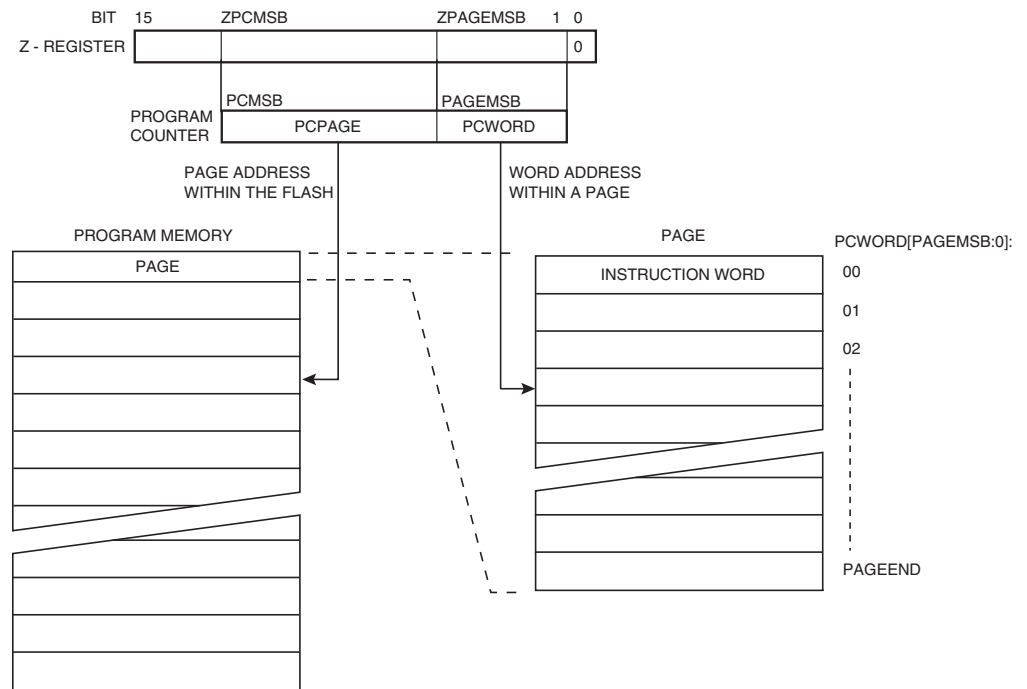 BIT 15 ZPCMSB ZPAGEMSB 1 0
Z - REGISTER 0
PCMSB PAGEMSB
PROGRAM
COUNTER
PCPAGE PCWORD
PAGE ADDRESS
WITHIN THE FLASH
WORD ADDRESS
WITHIN A PAGE
PROGRAM MEMORY
PAGE
PAGE
PCWORD[PAGEMSB:0]:
INSTRUCTION WORD 00
01
02
PAGEEND